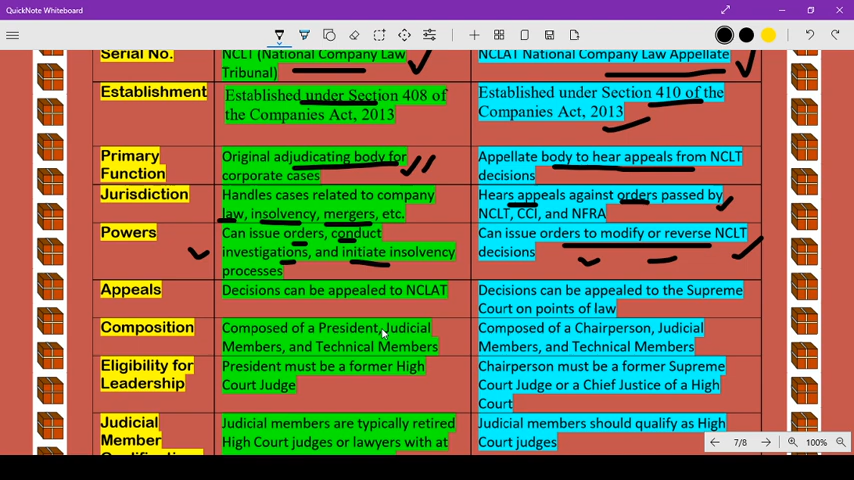 QuickNote Whiteboard
Serial No.
NCLT (National Company Law
Tribunal)
NCLAT National Company Law Appellate
Establishment
Established under Section 408 of
the Companies Act, 2013
Established under Section 410 of the
Companies Act, 2013
Primary
Function
Original adjudicating body for
corporate cases
Appellate body to hear appeals from NCLT
decisions
Jurisdiction
Handles cases related to company
law, insolvency, mergers, etc.
Hears appeals against orders passed by
NCLT, CCI, and NFRA
Powers
Can issue orders, conduct
investigations, and initiate insolvency
processes
Can issue orders to modify or reverse NCLT
decisions
Appeals
Decisions can be appealed to NCLAT
Decisions can be appealed to the Supreme
Court on points of law
Composition
Composed of a President, Judicial
Members, and Technical Members
Composed of a Chairperson, Judicial
Members, and Technical Members
Eligibility for
Leadership
President must be a former High
Court Judge
Chairperson must be a former Supreme
Court Judge or a Chief Justice of a High
Court
Judicial
Member
Judicial members are typically retired
High Court judges or lawyers with at
Judicial members should qualify as High
Court judges
7/8
100%